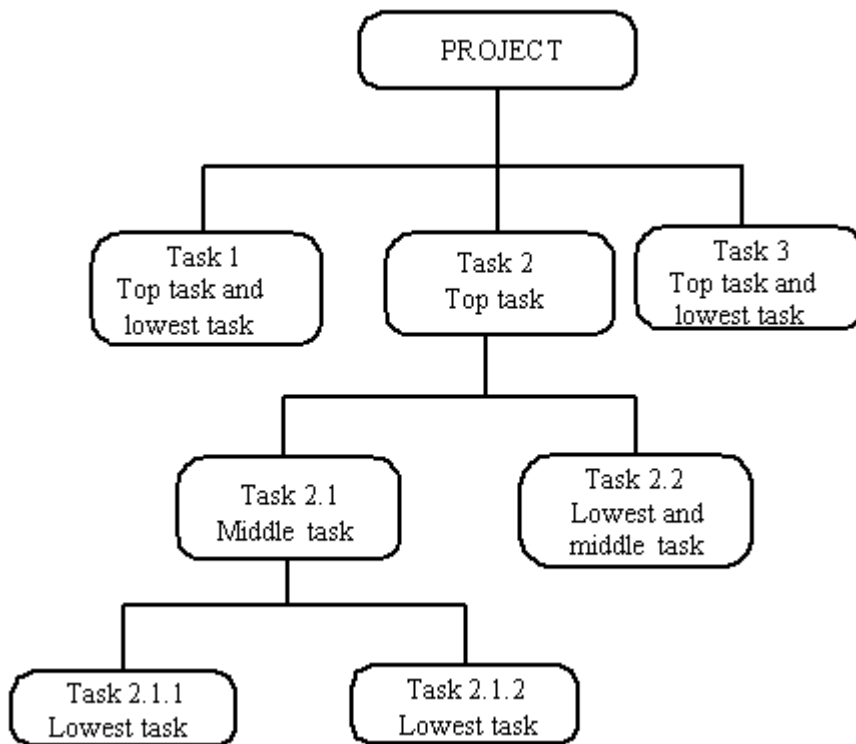 PROJECT
Task 1
Top task and
lowest task
Task 2
Top task
Task 3
Top task and
lowest task
Task 2.1
Middle task
Task 2.2
Lowest and
middle task
Task 2.1.1
Lowest task
Task 2.1.2
Lowest task